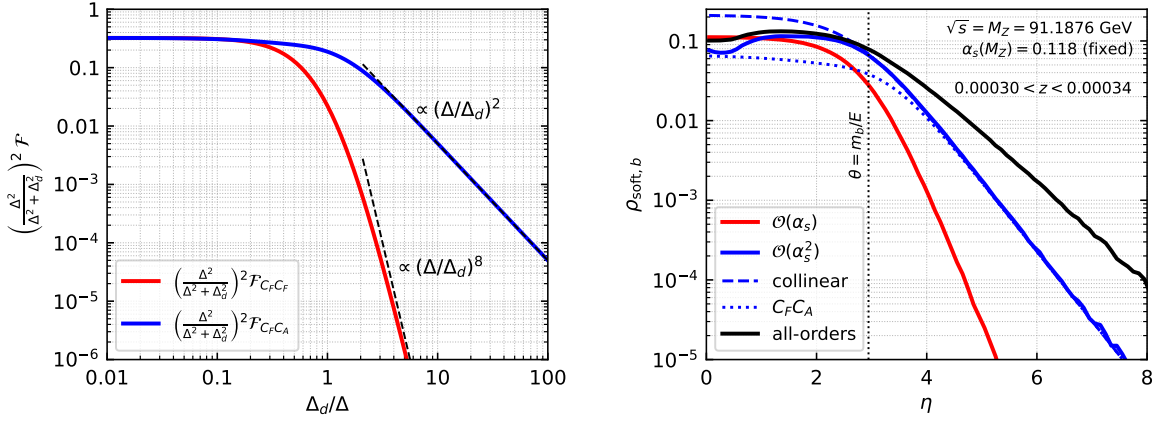 1
0.1
0.01
10⁻³
10⁻⁴
10⁻⁵
10⁻⁶
(Δ²/(Δ² + Δ_d²))² ℱ
∝ (Δ/Δ_d)²
∝ (Δ/Δ_d)⁸
(Δ²/(Δ² + Δ_d²))² ℱ_{C_F C_F}
(Δ²/(Δ² + Δ_d²))² ℱ_{C_F C_A}
0.01 0.1 1 10 100
Δ_d/Δ
0.1
0.01
10⁻³
10⁻⁴
10⁻⁵
ρ_{soft, b}
√s = M_Z = 91.1876 GeV
α_s(M_Z) = 0.118 (fixed)
0.00030 < z < 0.00034
θ = m_b/E
𝒪(α_s)
𝒪(α_s²)
collinear
C_F C_A
all-orders
0 2 4 6 8
η